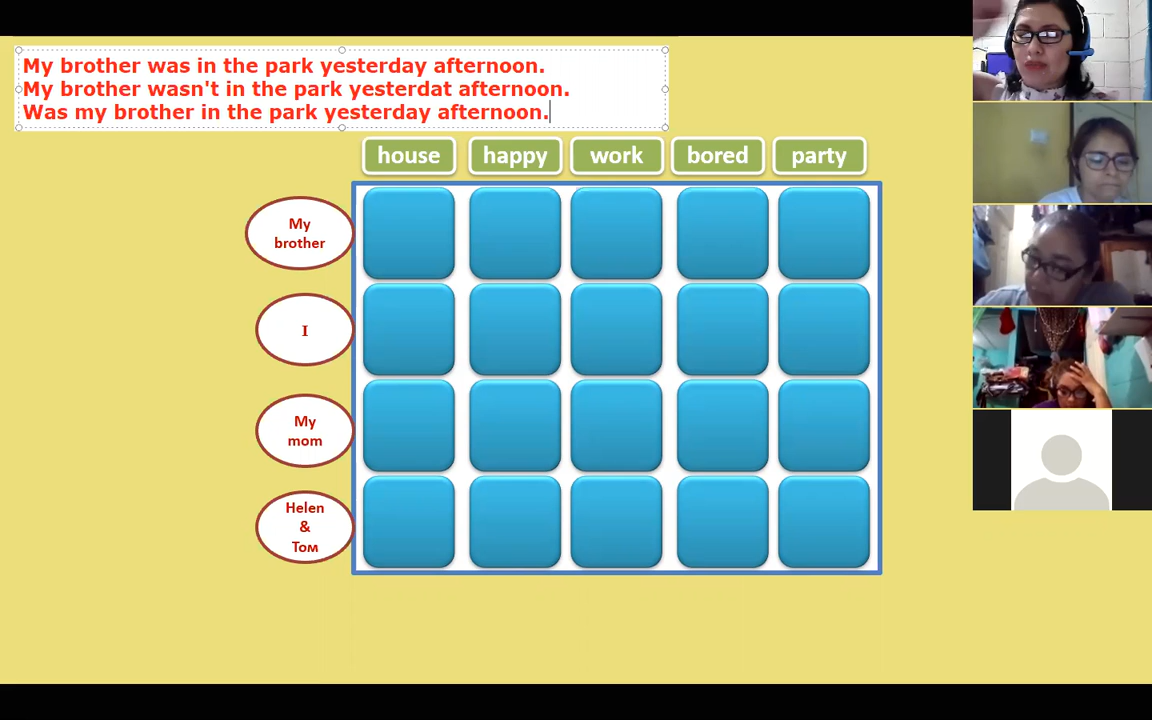 My brother was in the park yesterday afternoon.
My brother wasn't in the park yesterdat afternoon.
Was my brother in the park yesterday afternoon.
house happy work bored party
My
brother
I
My
mom
Helen
&
Tom